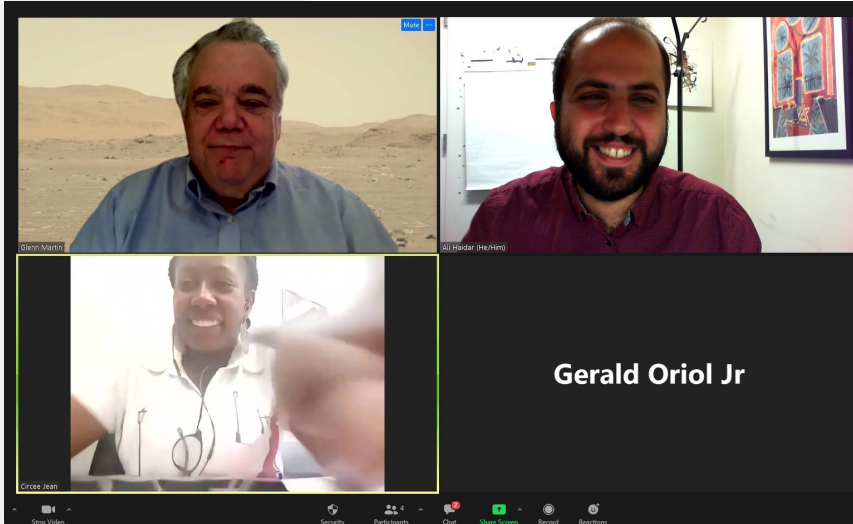 Mute ...
Glenn Martin
Ali Haidar (He/Him)
Circee Jean
Gerald Oriol Jr
4
2
Stop Video
Security
Participants
Chat
Share Screen
Record
Reactions